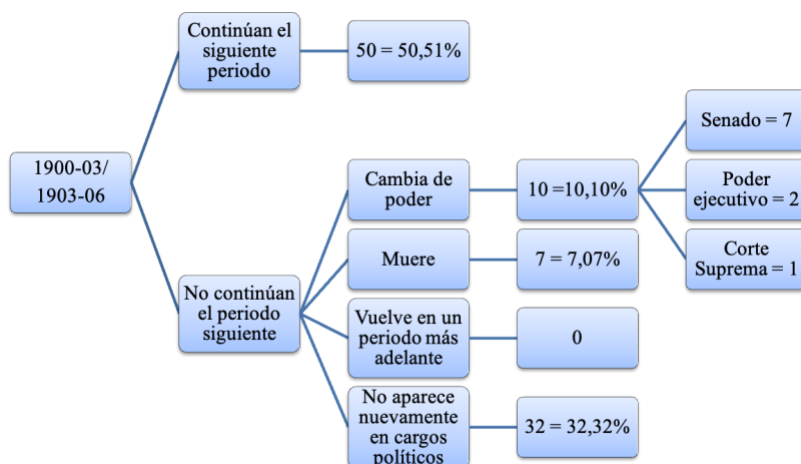 1900-03/
1903-06
Continúan el
siguiente
periodo
50 = 50,51%
No continúan
el periodo
siguiente
Cambia de
poder
10 =10,10%
Senado = 7
Poder
ejecutivo = 2
Corte
Suprema = 1
Muere
7 = 7,07%
Vuelve en un
periodo más
adelante
0
No aparece
nuevamente
en cargos
políticos
32 = 32,32%